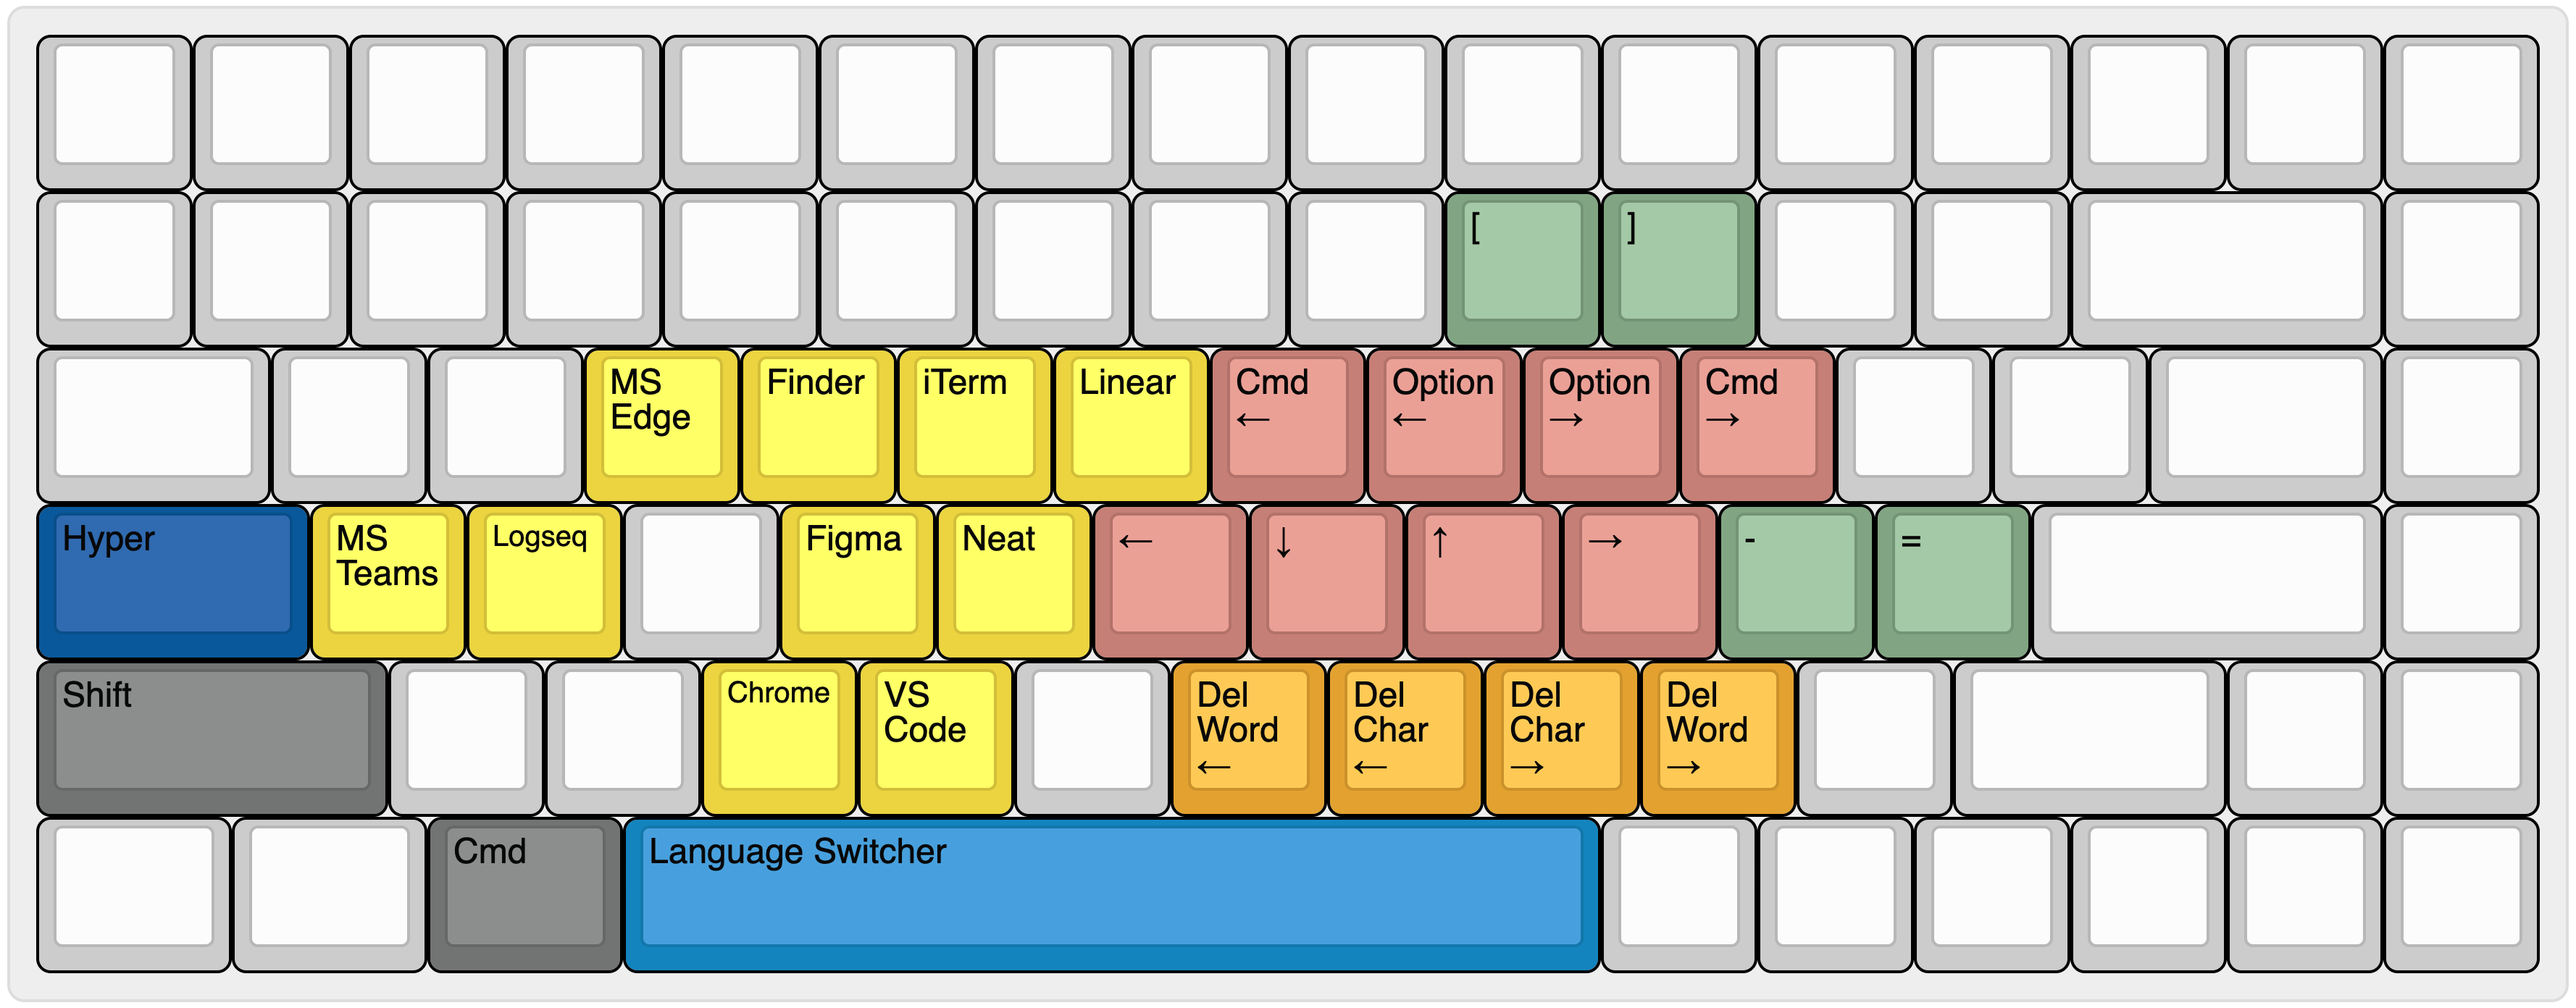 [ ]
MS
Edge
Finder
iTerm
Linear
Cmd
←
Option
←
Option
→
Cmd
→
Hyper
MS
Teams
Logseq
Figma
Neat
←
↓
↑
→
-
=
Shift
Chrome
VS
Code
Del
Word
←
Del
Char
←
Del
Char
→
Del
Word
→
Cmd
Language Switcher